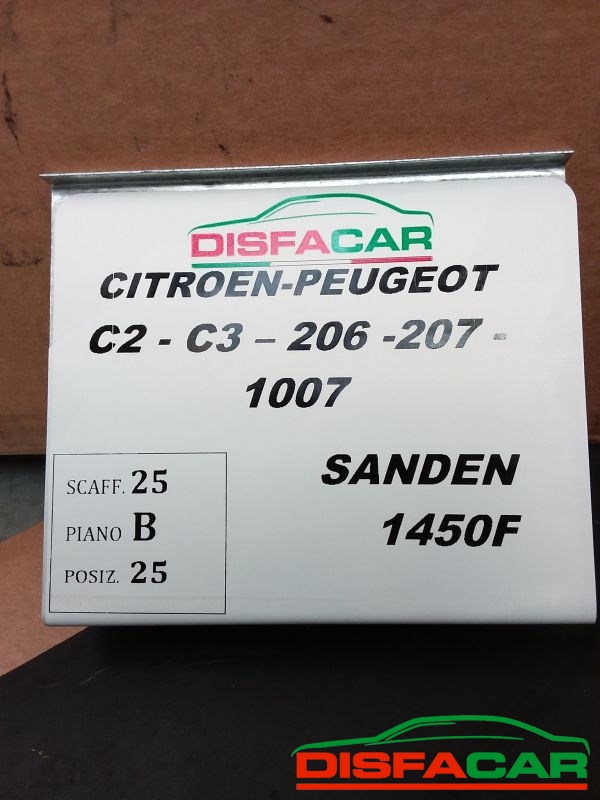 DISFACAR
CITROEN-PEUGEOT
C2 - C3 – 206 -207 -
1007
SANDEN
1450F
SCAFF. 25
PIANO B
POSIZ. 25
DISFACAR